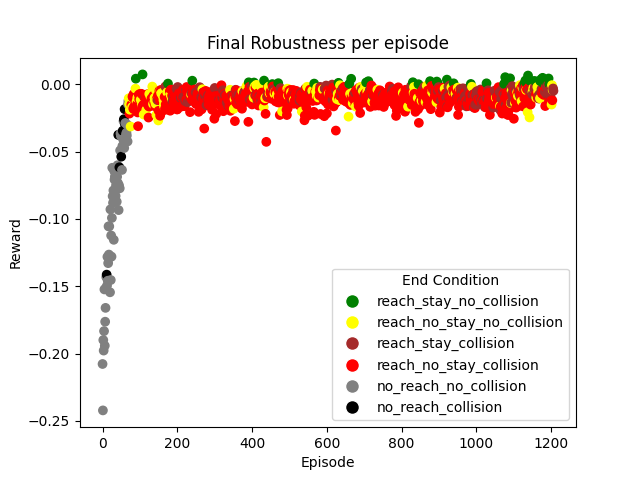 Final Robustness per episode
0.00
−0.05
−0.10
−0.15
−0.20
−0.25
Reward
End Condition
reach_stay_no_collision
reach_no_stay_no_collision
reach_stay_collision
reach_no_stay_collision
no_reach_no_collision
no_reach_collision
0 200 400 600 800 1000 1200
Episode